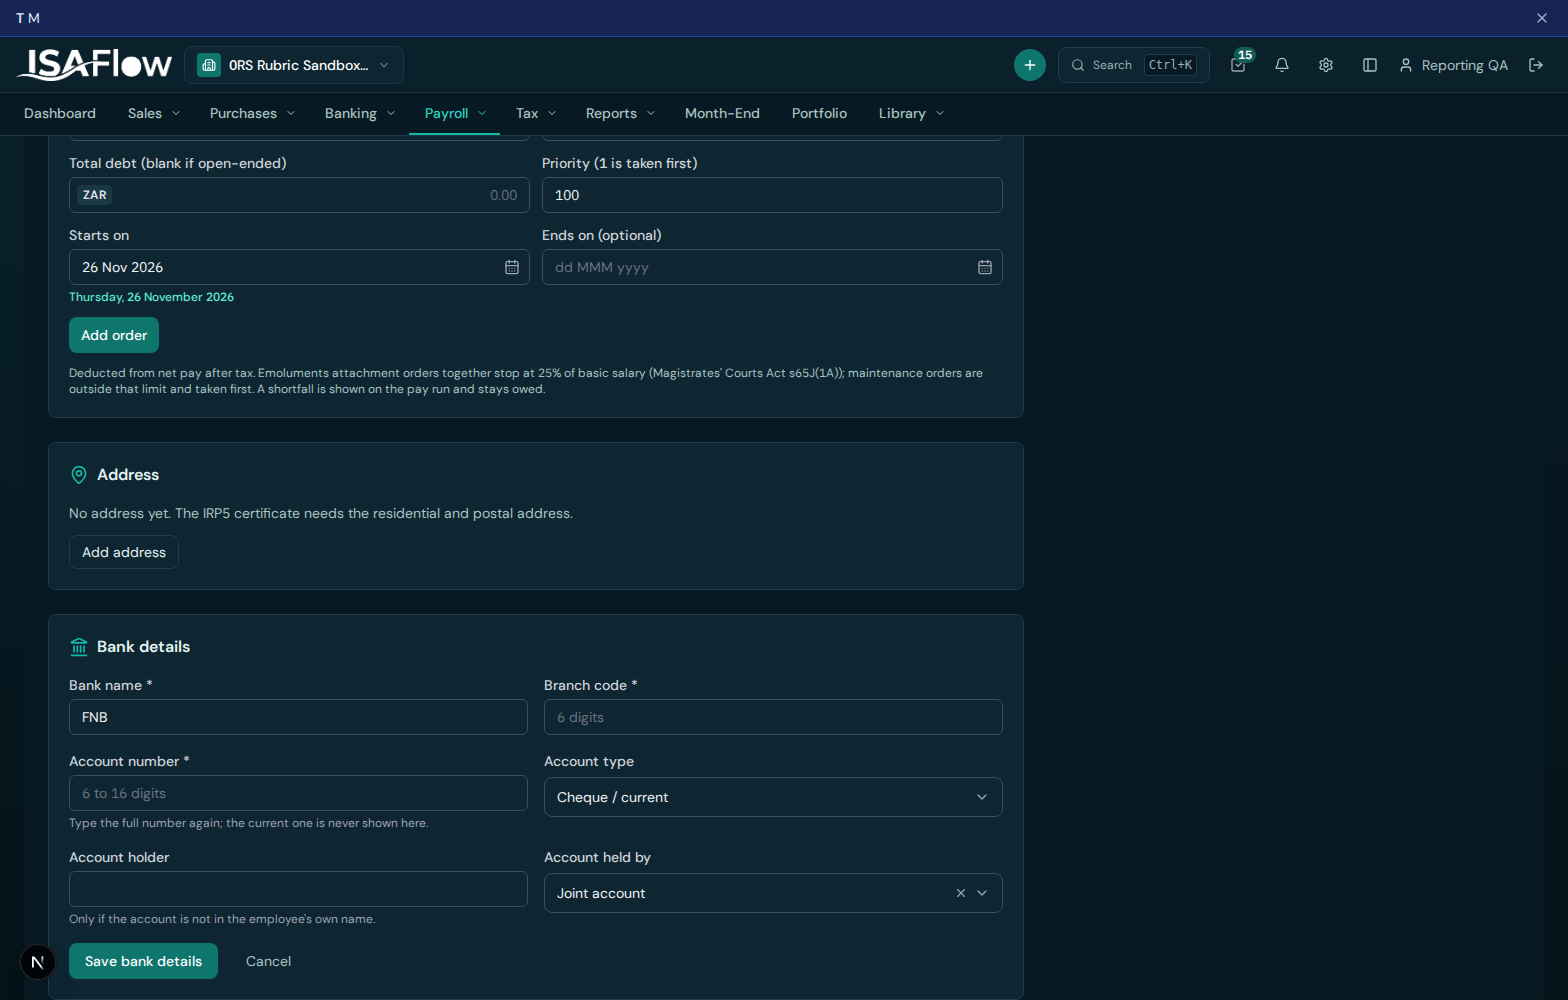 T M
ISAFlow
0RS Rubric Sandbox...
Search Ctrl+K
15
Reporting QA
Dashboard Sales Purchases Banking Payroll Tax Reports Month-End Portfolio Library
Total debt (blank if open-ended)
Priority (1 is taken first)
ZAR 0.00
100
Starts on
Ends on (optional)
26 Nov 2026
dd MMM yyyy
Thursday, 26 November 2026
Add order
Deducted from net pay after tax. Emoluments attachment orders together stop at 25% of basic salary (Magistrates' Courts Act s65J(1A)); maintenance orders are
outside that limit and taken first. A shortfall is shown on the pay run and stays owed.
Address
No address yet. The IRP5 certificate needs the residential and postal address.
Add address
Bank details
Bank name *
Branch code *
FNB
6 digits
Account number *
Account type
6 to 16 digits
Cheque / current
Type the full number again; the current one is never shown here.
Account holder
Account held by
Joint account
Only if the account is not in the employee's own name.
Save bank details
Cancel
N